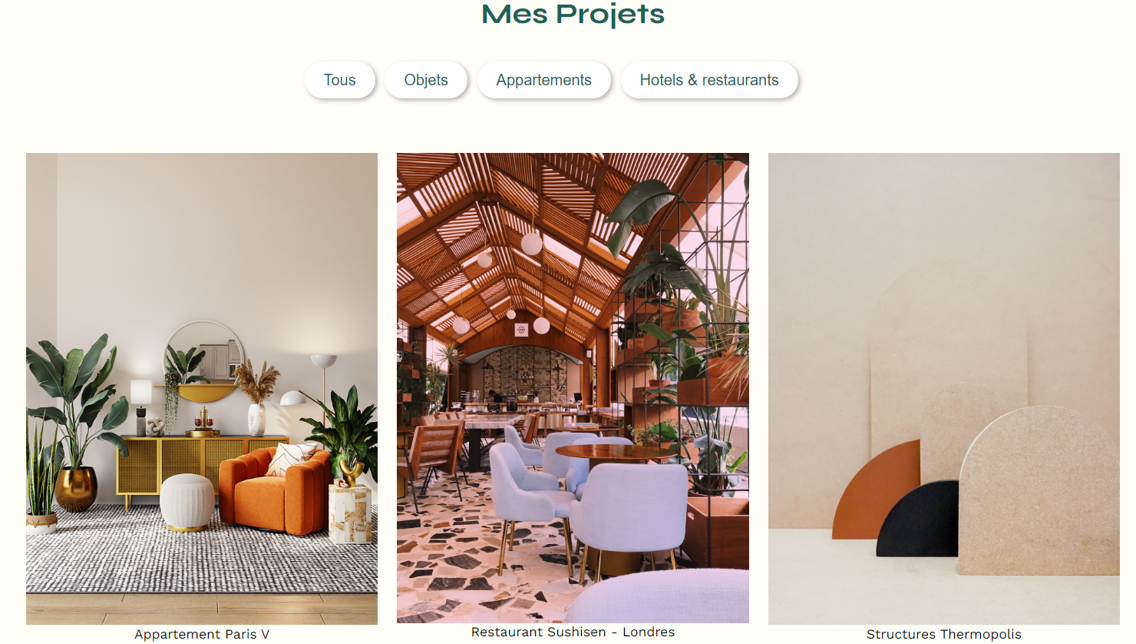 Mes Projets
Tous
Objets
Appartements
Hotels & restaurants
Appartement Paris V
Restaurant Sushisen - Londres
Structures Thermopolis